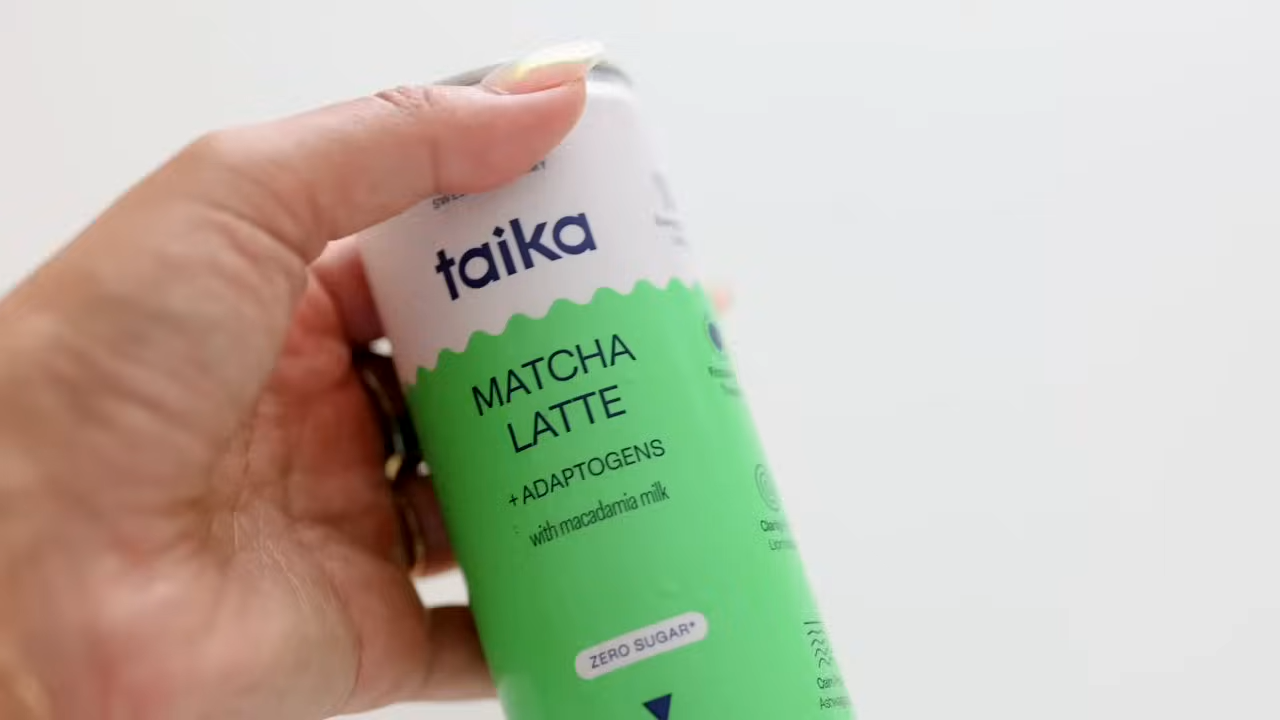 taika
MATCHA
LATTE
+ ADAPTOGENS
with macadamia milk
ZERO SUGAR*